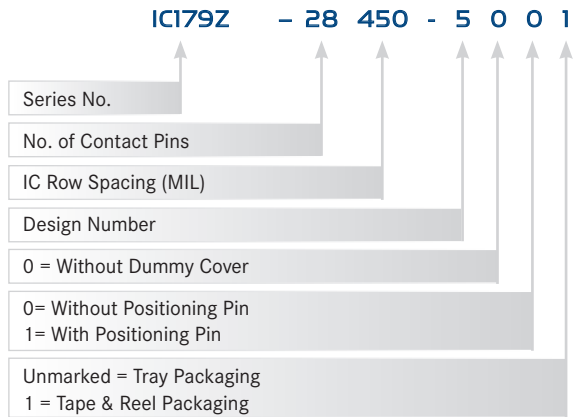 IC179Z – 28 450 - 5 0 0 1
Series No.
No. of Contact Pins
IC Row Spacing (MIL)
Design Number
0 = Without Dummy Cover
0= Without Positioning Pin
1= With Positioning Pin
Unmarked = Tray Packaging
1 = Tape & Reel Packaging